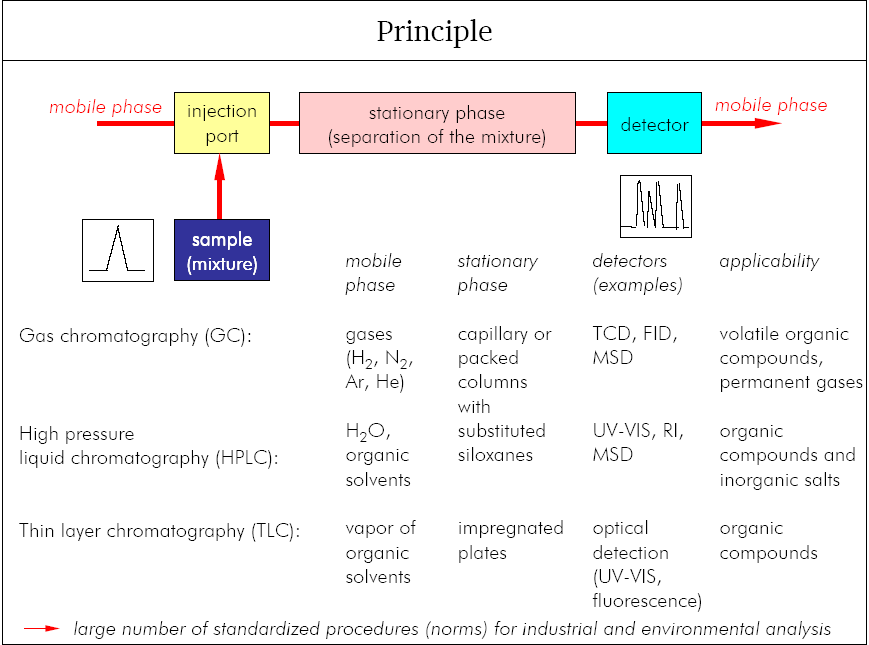 Principle
mobile phase
injection
port
stationary phase
(separation of the mixture)
detector
mobile phase
sample
(mixture)
mobile
phase
stationary
phase
detectors
(examples)
applicability
Gas chromatography (GC):
gases
(H₂, N₂,
Ar, He)
capillary or
packed
columns
with
substituted
siloxanes
TCD, FID,
MSD
volatile organic
compounds,
permanent gases
High pressure
liquid chromatography (HPLC):
H₂O,
organic
solvents
UV-VIS, RI,
MSD
organic
compounds and
inorganic salts
Thin layer chromatography (TLC):
vapor of
organic
solvents
impregnated
plates
optical
detection
(UV-VIS,
fluorescence)
organic
compounds
large number of standardized procedures (norms) for industrial and environmental analysis